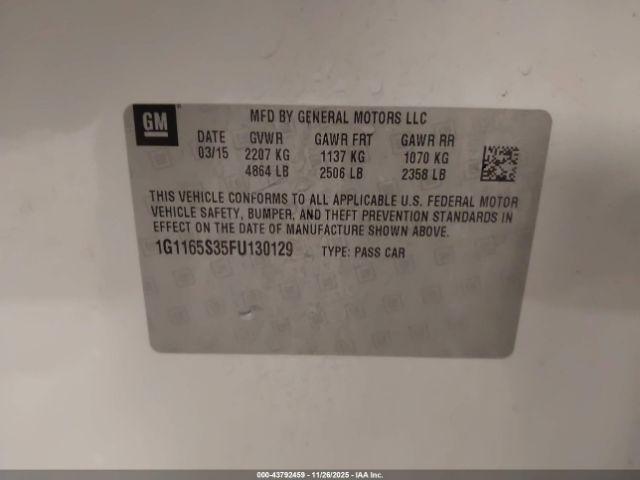 GM ®
MFD BY GENERAL MOTORS LLC
DATE GVWR GAWR FRT GAWR RR
03/15 2207 KG 1137 KG 1070 KG
4864 LB 2506 LB 2358 LB
THIS VEHICLE CONFORMS TO ALL APPLICABLE U.S. FEDERAL MOTOR
VEHICLE SAFETY, BUMPER, AND THEFT PREVENTION STANDARDS IN
EFFECT ON THE DATE OF MANUFACTURE SHOWN ABOVE.
1G1165S35FU130129 TYPE: PASS CAR
000-43792459 - 11/26/2025 - IAA Inc.